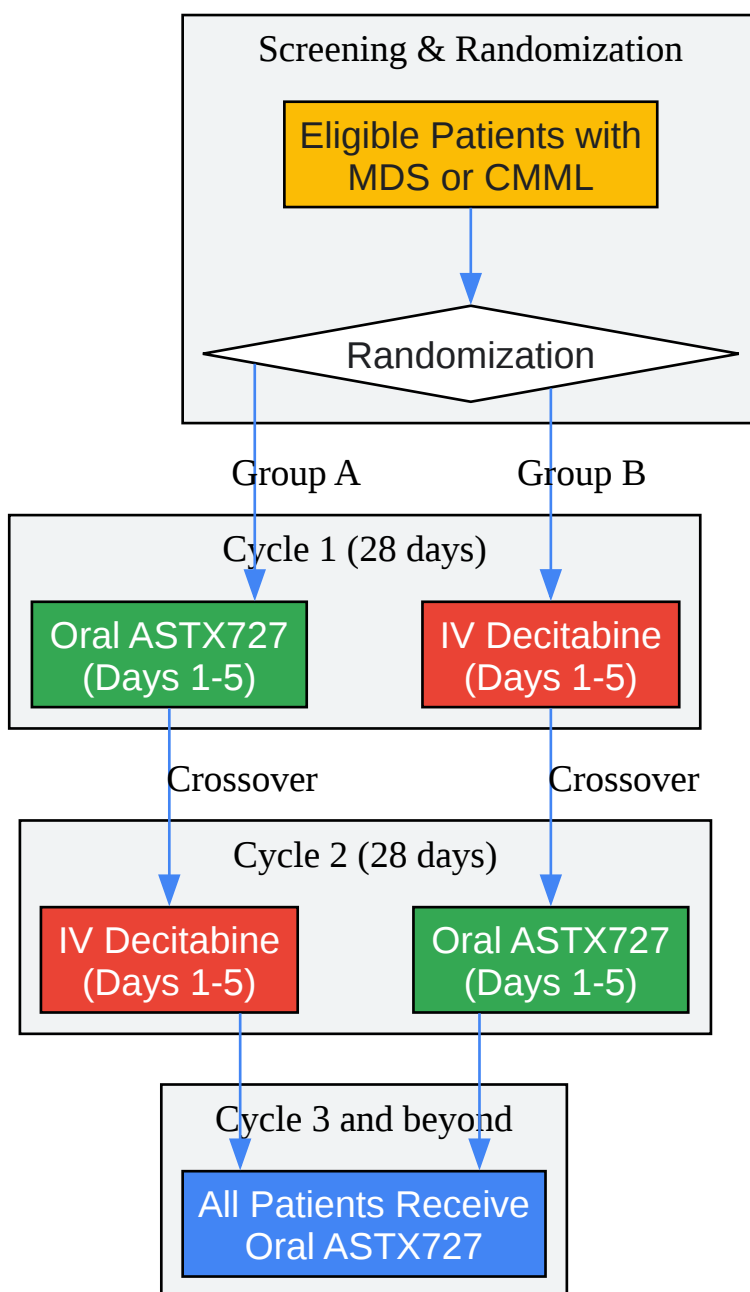 Screening & Randomization
Eligible Patients with
MDS or CMML
Randomization
Group A
Group B
Cycle 1 (28 days)
Oral ASTX727
(Days 1-5)
IV Decitabine
(Days 1-5)
Crossover
Crossover
Cycle 2 (28 days)
IV Decitabine
(Days 1-5)
Oral ASTX727
(Days 1-5)
Cycle 3 and beyond
All Patients Receive
Oral ASTX727